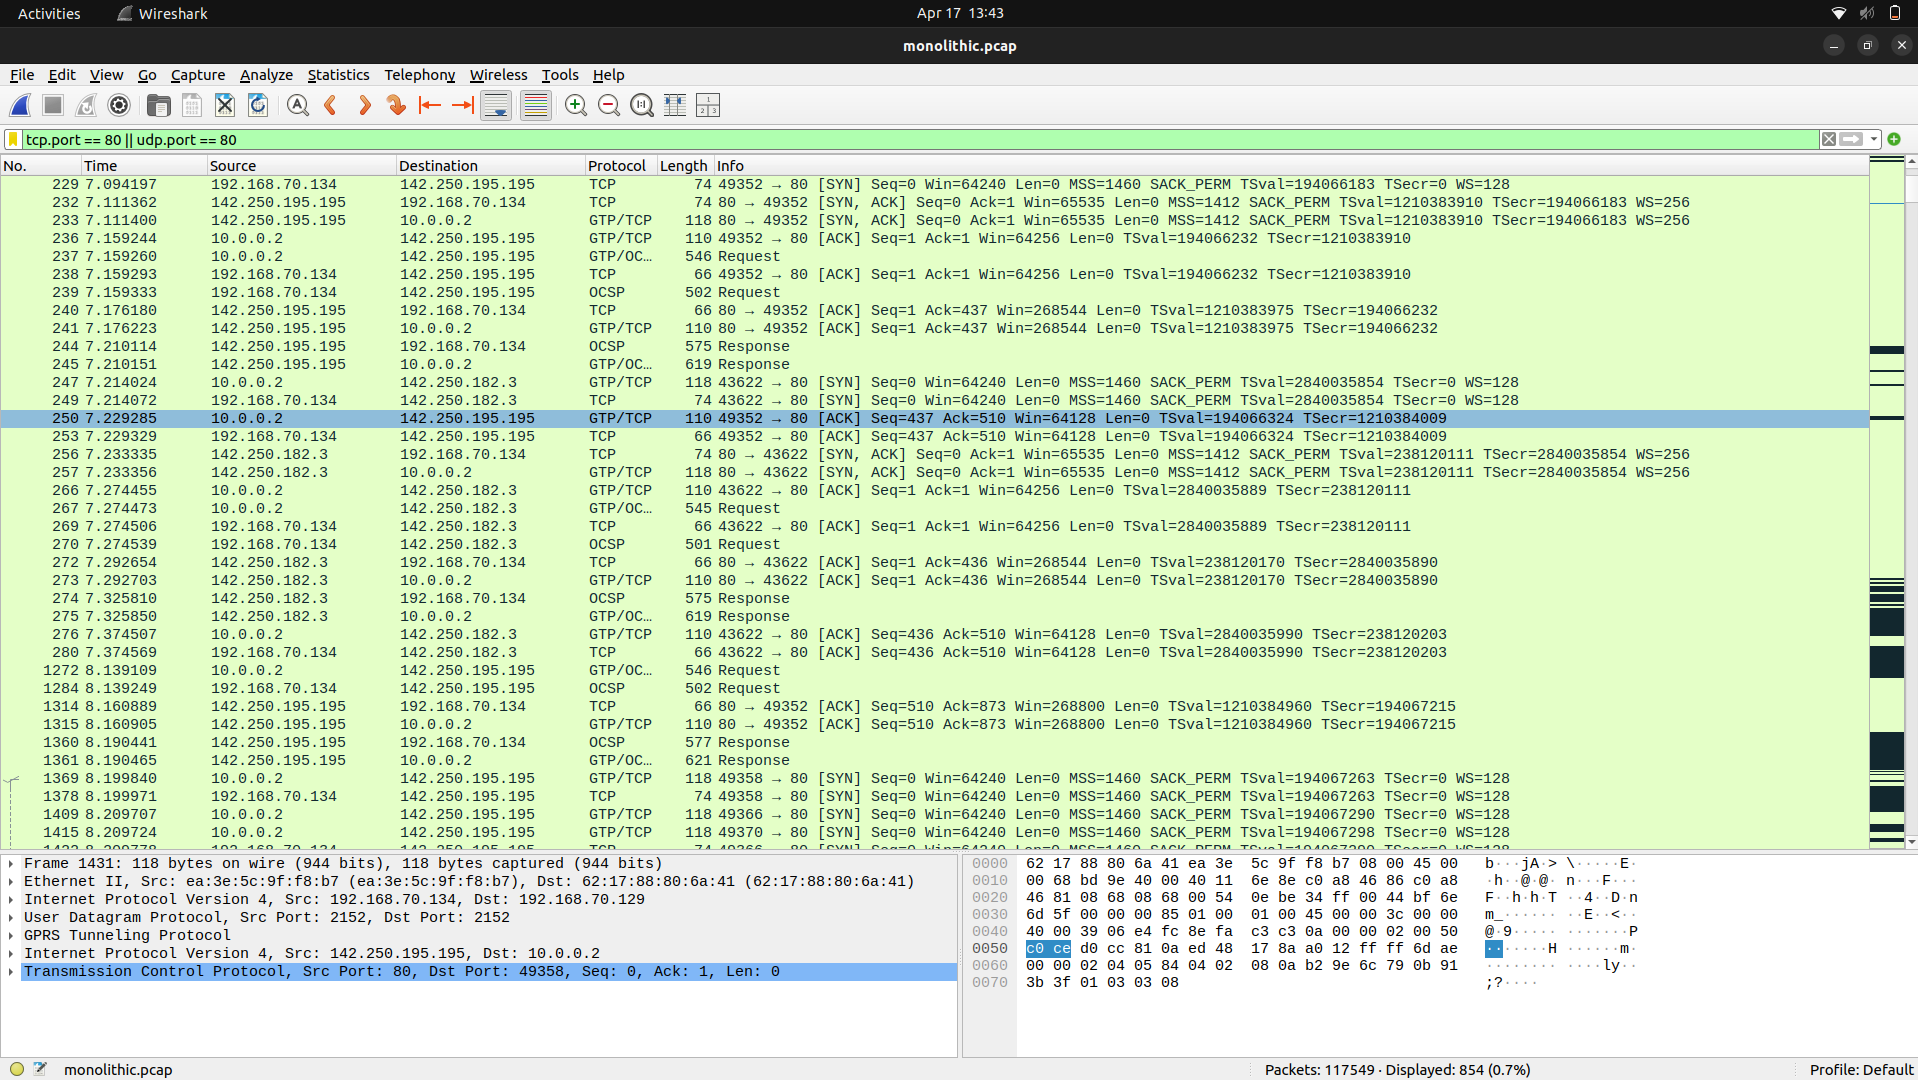 Activities Wireshark Apr 17 13:43
monolithic.pcap
File Edit View Go Capture Analyze Statistics Telephony Wireless Tools Help
tcp.port == 80 || udp.port == 80
No. Time Source Destination Protocol Length Info
229 7.094197 192.168.70.134 142.250.195.195 TCP 74 49352 → 80 [SYN] Seq=0 Win=64240 Len=0 MSS=1460 SACK_PERM TSval=194066183 TSecr=0 WS=128
232 7.111362 142.250.195.195 192.168.70.134 TCP 74 80 → 49352 [SYN, ACK] Seq=0 Ack=1 Win=65535 Len=0 MSS=1412 SACK_PERM TSval=1210383910 TSecr=194066183 WS=256
233 7.111400 142.250.195.195 10.0.0.2 GTP/TCP 118 80 → 49352 [SYN, ACK] Seq=0 Ack=1 Win=65535 Len=0 MSS=1412 SACK_PERM TSval=1210383910 TSecr=194066183 WS=256
236 7.159244 10.0.0.2 142.250.195.195 GTP/TCP 110 49352 → 80 [ACK] Seq=1 Ack=1 Win=64256 Len=0 TSval=194066232 TSecr=1210383910
237 7.159260 10.0.0.2 142.250.195.195 GTP/OC… 546 Request
238 7.159293 192.168.70.134 142.250.195.195 TCP 66 49352 → 80 [ACK] Seq=1 Ack=1 Win=64256 Len=0 TSval=194066232 TSecr=1210383910
239 7.159333 192.168.70.134 142.250.195.195 OCSP 502 Request
240 7.176180 142.250.195.195 192.168.70.134 TCP 66 80 → 49352 [ACK] Seq=1 Ack=437 Win=268544 Len=0 TSval=1210383975 TSecr=194066232
241 7.176223 142.250.195.195 10.0.0.2 GTP/TCP 110 80 → 49352 [ACK] Seq=1 Ack=437 Win=268544 Len=0 TSval=1210383975 TSecr=194066232
244 7.210114 142.250.195.195 192.168.70.134 OCSP 575 Response
245 7.210151 142.250.195.195 10.0.0.2 GTP/OC… 619 Response
247 7.214024 10.0.0.2 142.250.182.3 GTP/TCP 118 43622 → 80 [SYN] Seq=0 Win=64240 Len=0 MSS=1460 SACK_PERM TSval=2840035854 TSecr=0 WS=128
249 7.214072 192.168.70.134 142.250.182.3 TCP 74 43622 → 80 [SYN] Seq=0 Win=64240 Len=0 MSS=1460 SACK_PERM TSval=2840035854 TSecr=0 WS=128
250 7.229285 10.0.0.2 142.250.195.195 GTP/TCP 110 49352 → 80 [ACK] Seq=437 Ack=510 Win=64128 Len=0 TSval=194066324 TSecr=1210384009
253 7.229329 192.168.70.134 142.250.195.195 TCP 66 49352 → 80 [ACK] Seq=437 Ack=510 Win=64128 Len=0 TSval=194066324 TSecr=1210384009
256 7.233335 142.250.182.3 192.168.70.134 TCP 74 80 → 43622 [SYN, ACK] Seq=0 Ack=1 Win=65535 Len=0 MSS=1412 SACK_PERM TSval=238120111 TSecr=2840035854 WS=256
257 7.233356 142.250.182.3 10.0.0.2 GTP/TCP 118 80 → 43622 [SYN, ACK] Seq=0 Ack=1 Win=65535 Len=0 MSS=1412 SACK_PERM TSval=238120111 TSecr=2840035854 WS=256
266 7.274455 10.0.0.2 142.250.182.3 GTP/TCP 110 43622 → 80 [ACK] Seq=1 Ack=1 Win=64256 Len=0 TSval=2840035889 TSecr=238120111
267 7.274473 10.0.0.2 142.250.182.3 GTP/OC… 545 Request
269 7.274506 192.168.70.134 142.250.182.3 TCP 66 43622 → 80 [ACK] Seq=1 Ack=1 Win=64256 Len=0 TSval=2840035889 TSecr=238120111
270 7.274539 192.168.70.134 142.250.182.3 OCSP 501 Request
272 7.292654 142.250.182.3 192.168.70.134 TCP 66 80 → 43622 [ACK] Seq=1 Ack=436 Win=268544 Len=0 TSval=238120170 TSecr=2840035890
273 7.292703 142.250.182.3 10.0.0.2 GTP/TCP 110 80 → 43622 [ACK] Seq=1 Ack=436 Win=268544 Len=0 TSval=238120170 TSecr=2840035890
274 7.325810 142.250.182.3 192.168.70.134 OCSP 575 Response
275 7.325850 142.250.182.3 10.0.0.2 GTP/OC… 619 Response
276 7.374507 10.0.0.2 142.250.182.3 GTP/TCP 110 43622 → 80 [ACK] Seq=436 Ack=510 Win=64128 Len=0 TSval=2840035990 TSecr=238120203
280 7.374569 192.168.70.134 142.250.182.3 TCP 66 43622 → 80 [ACK] Seq=436 Ack=510 Win=64128 Len=0 TSval=2840035990 TSecr=238120203
1272 8.139109 10.0.0.2 142.250.195.195 GTP/OC… 546 Request
1284 8.139249 192.168.70.134 142.250.195.195 OCSP 502 Request
1314 8.160889 142.250.195.195 192.168.70.134 TCP 66 80 → 49352 [ACK] Seq=510 Ack=873 Win=268800 Len=0 TSval=1210384960 TSecr=194067215
1315 8.160905 142.250.195.195 10.0.0.2 GTP/TCP 110 80 → 49352 [ACK] Seq=510 Ack=873 Win=268800 Len=0 TSval=1210384960 TSecr=194067215
1360 8.190441 142.250.195.195 192.168.70.134 OCSP 577 Response
1361 8.190465 142.250.195.195 10.0.0.2 GTP/OC… 621 Response
1369 8.199840 10.0.0.2 142.250.195.195 GTP/TCP 118 49358 → 80 [SYN] Seq=0 Win=64240 Len=0 MSS=1460 SACK_PERM TSval=194067263 TSecr=0 WS=128
1378 8.199971 192.168.70.134 142.250.195.195 TCP 74 49358 → 80 [SYN] Seq=0 Win=64240 Len=0 MSS=1460 SACK_PERM TSval=194067263 TSecr=0 WS=128
1409 8.209707 10.0.0.2 142.250.195.195 GTP/TCP 118 49366 → 80 [SYN] Seq=0 Win=64240 Len=0 MSS=1460 SACK_PERM TSval=194067290 TSecr=0 WS=128
1415 8.209724 10.0.0.2 142.250.195.195 GTP/TCP 118 49370 → 80 [SYN] Seq=0 Win=64240 Len=0 MSS=1460 SACK_PERM TSval=194067298 TSecr=0 WS=128
Frame 1431: 118 bytes on wire (944 bits), 118 bytes captured (944 bits)
Ethernet II, Src: ea:3e:5c:9f:f8:b7 (ea:3e:5c:9f:f8:b7), Dst: 62:17:88:80:6a:41 (62:17:88:80:6a:41)
Internet Protocol Version 4, Src: 192.168.70.134, Dst: 192.168.70.129
User Datagram Protocol, Src Port: 2152, Dst Port: 2152
GPRS Tunneling Protocol
Internet Protocol Version 4, Src: 142.250.195.195, Dst: 10.0.0.2
Transmission Control Protocol, Src Port: 80, Dst Port: 49358, Seq: 0, Ack: 1, Len: 0
0000 62 17 88 80 6a 41 ea 3e 5c 9f f8 b7 08 00 45 00 b···jA·> \·····E·
0010 00 68 bd 9e 40 00 40 11 6e 8e c0 a8 46 86 c0 a8 ·h··@·@· n···F···
0020 46 81 08 68 08 68 00 54 0e be 34 ff 00 44 bf 6e F··h·h·T ··4··D·n
0030 6d 5f 00 00 00 85 01 00 01 00 45 00 00 3c 00 00 m_······ ··E··<··
0040 40 00 39 06 e4 fc 8e fa c3 c3 0a 00 00 02 00 50 @·9····· ·······P
0050 c0 ce d0 cc 81 0a ed 48 17 8a a0 12 ff ff 6d ae ·······H ······m·
0060 00 00 02 04 05 84 04 02 08 0a b2 9e 6c 79 0b 91 ········ ····ly··
0070 3b 3f 01 03 03 08 ;?····
monolithic.pcap Packets: 117549 · Displayed: 854 (0.7%) Profile: Default